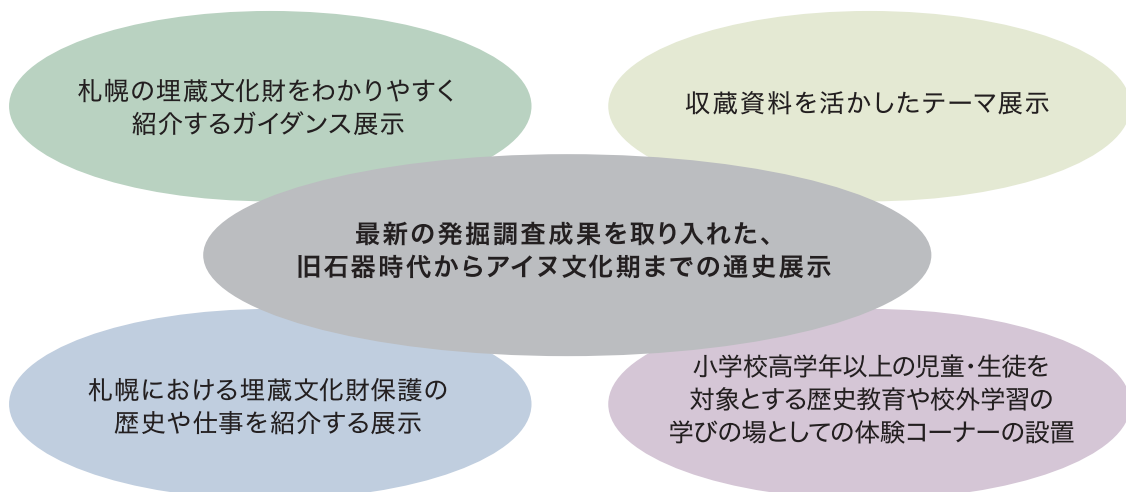 札幌の埋蔵文化財をわかりやすく
紹介するガイダンス展示
収蔵資料を活かしたテーマ展示
最新の発掘調査成果を取り入れた、
旧石器時代からアイヌ文化期までの通史展示
札幌における埋蔵文化財保護の
歴史や仕事を紹介する展示
小学校高学年以上の児童・生徒を
対象とする歴史教育や校外学習の
学びの場としての体験コーナーの設置